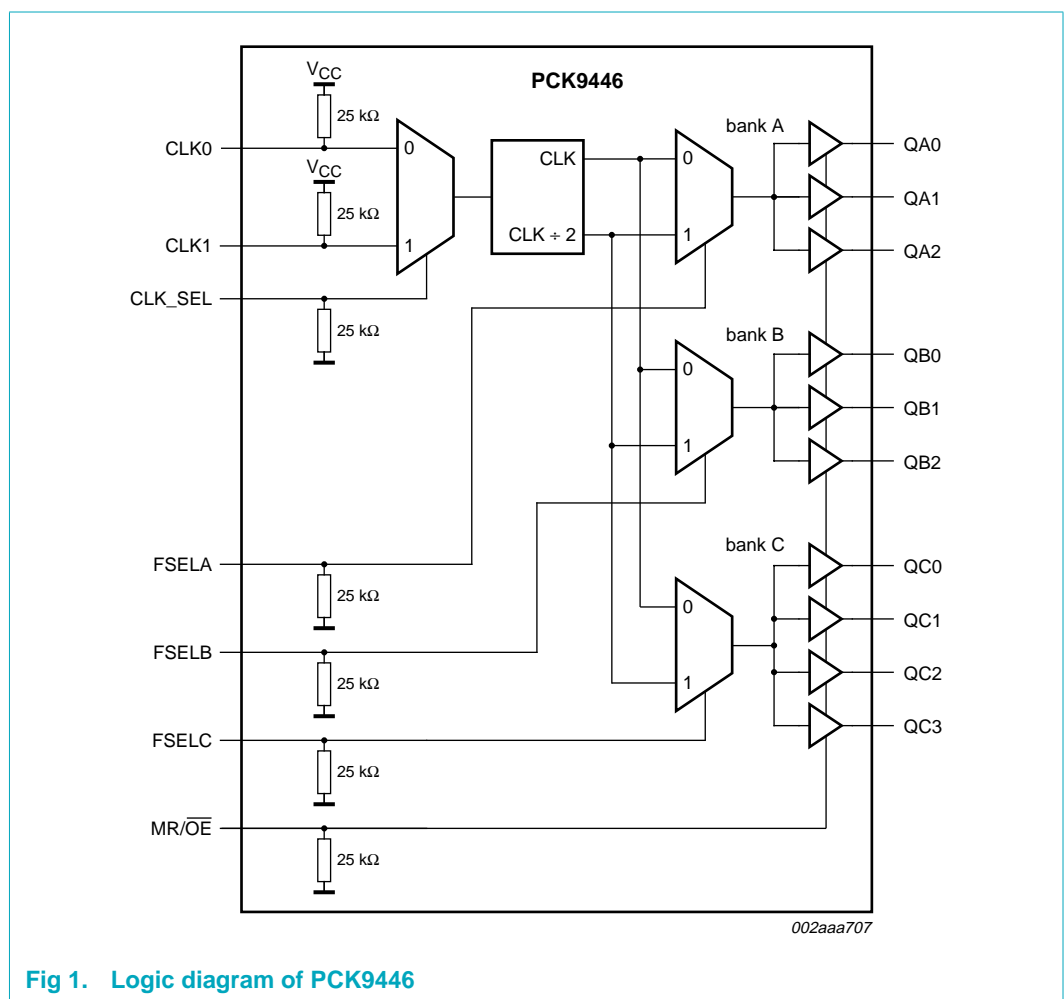 PCK9446
VCC
25 kΩ
CLK0
0
CLK
0
bank A
QA0
VCC
25 kΩ
QA1
CLK1
1
CLK ÷ 2
1
QA2
CLK_SEL
25 kΩ
bank B
QB0
0
QB1
1
QB2
bank C
FSELA
QC0
25 kΩ
0
QC1
FSELB
25 kΩ
1
QC2
QC3
FSELC
25 kΩ
MR/O̅E̅
25 kΩ
002aaa707
Fig 1. Logic diagram of PCK9446